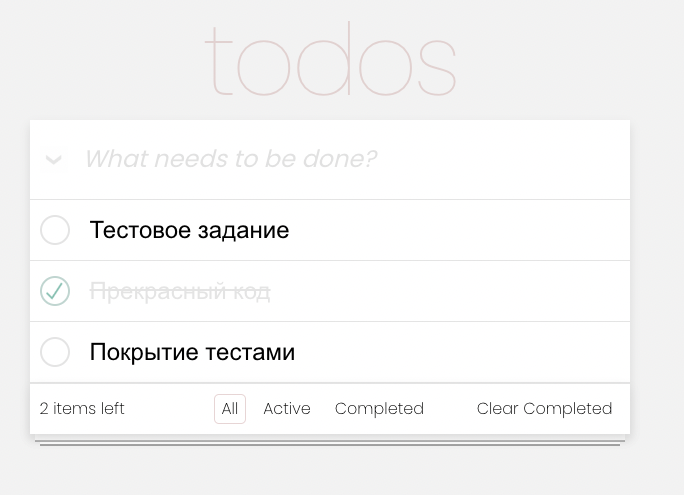 todos
What needs to be done?
Тестовое задание
Прекрасный код
Покрытие тестами
2 items left All Active Completed Clear Completed